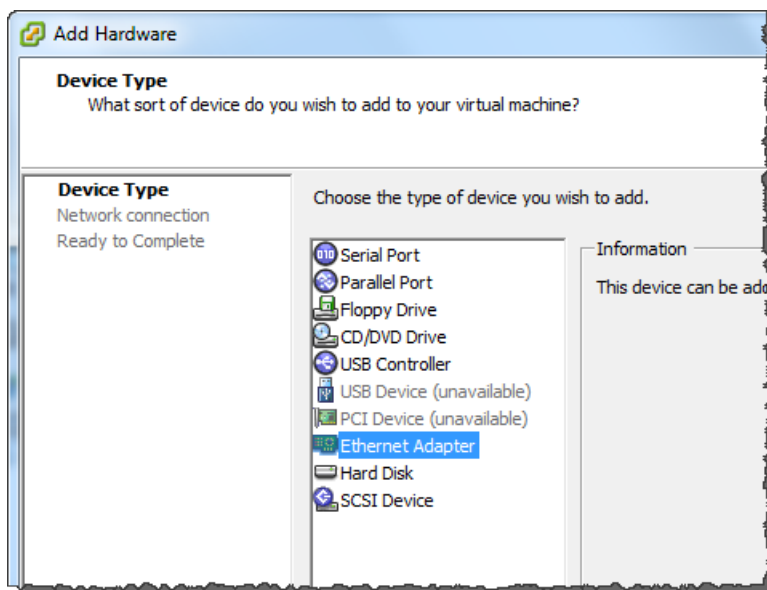 Add Hardware
Device Type
What sort of device do you wish to add to your virtual machine?
Device Type
Network connection
Ready to Complete
Choose the type of device you wish to add.
Serial Port
Parallel Port
Floppy Drive
CD/DVD Drive
USB Controller
USB Device (unavailable)
PCI Device (unavailable)
Ethernet Adapter
Hard Disk
SCSI Device
Information
This device can be